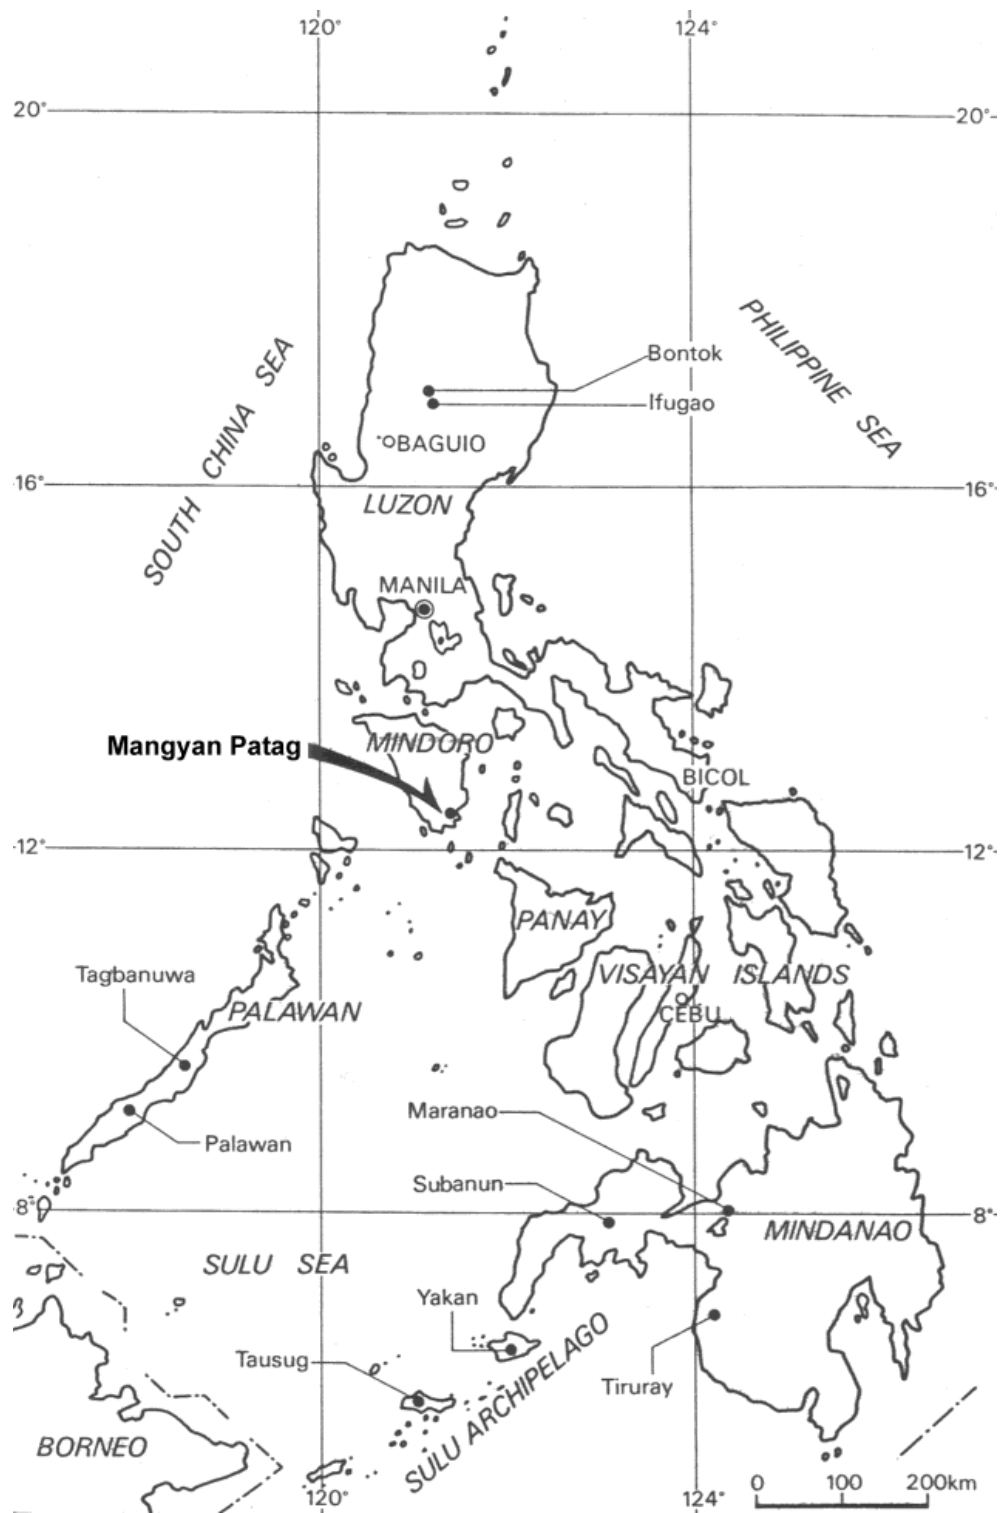 120°
124°
20°
20°
SOUTH CHINA SEA
PHILIPPINE SEA
Bontok
Ifugao
BAGUIO
16°
16°
LUZON
MANILA
Mangyan Patag
MINDORO
BICOL
12°
12°
PANAY
Tagbanuwa
VISAYAN ISLANDS
PALAWAN
CEBU
Maranao
Palawan
Subanun
8°
8°
MINDANAO
SULU SEA
Yakan
Tausug
SULU ARCHIPELAGO
Tiruray
BORNEO
120°
124°
0 100 200km